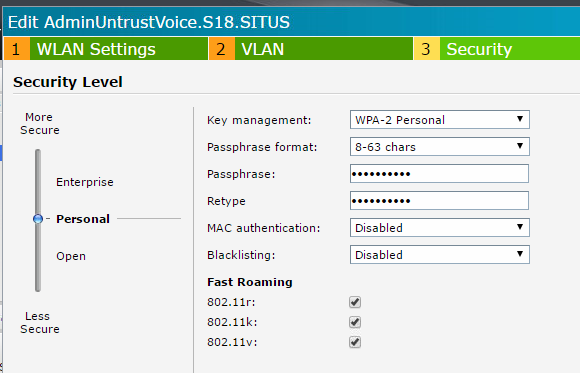 Edit AdminUntrustVoice.S18.SITUS
1 WLAN Settings 2 VLAN 3 Security
Security Level
More Secure
Enterprise
Personal
Open
Less Secure
Key management: WPA-2 Personal
Passphrase format: 8-63 chars
Passphrase: ••••••••••
Retype ••••••••••
MAC authentication: Disabled
Blacklisting: Disabled
Fast Roaming
802.11r:
802.11k:
802.11v: